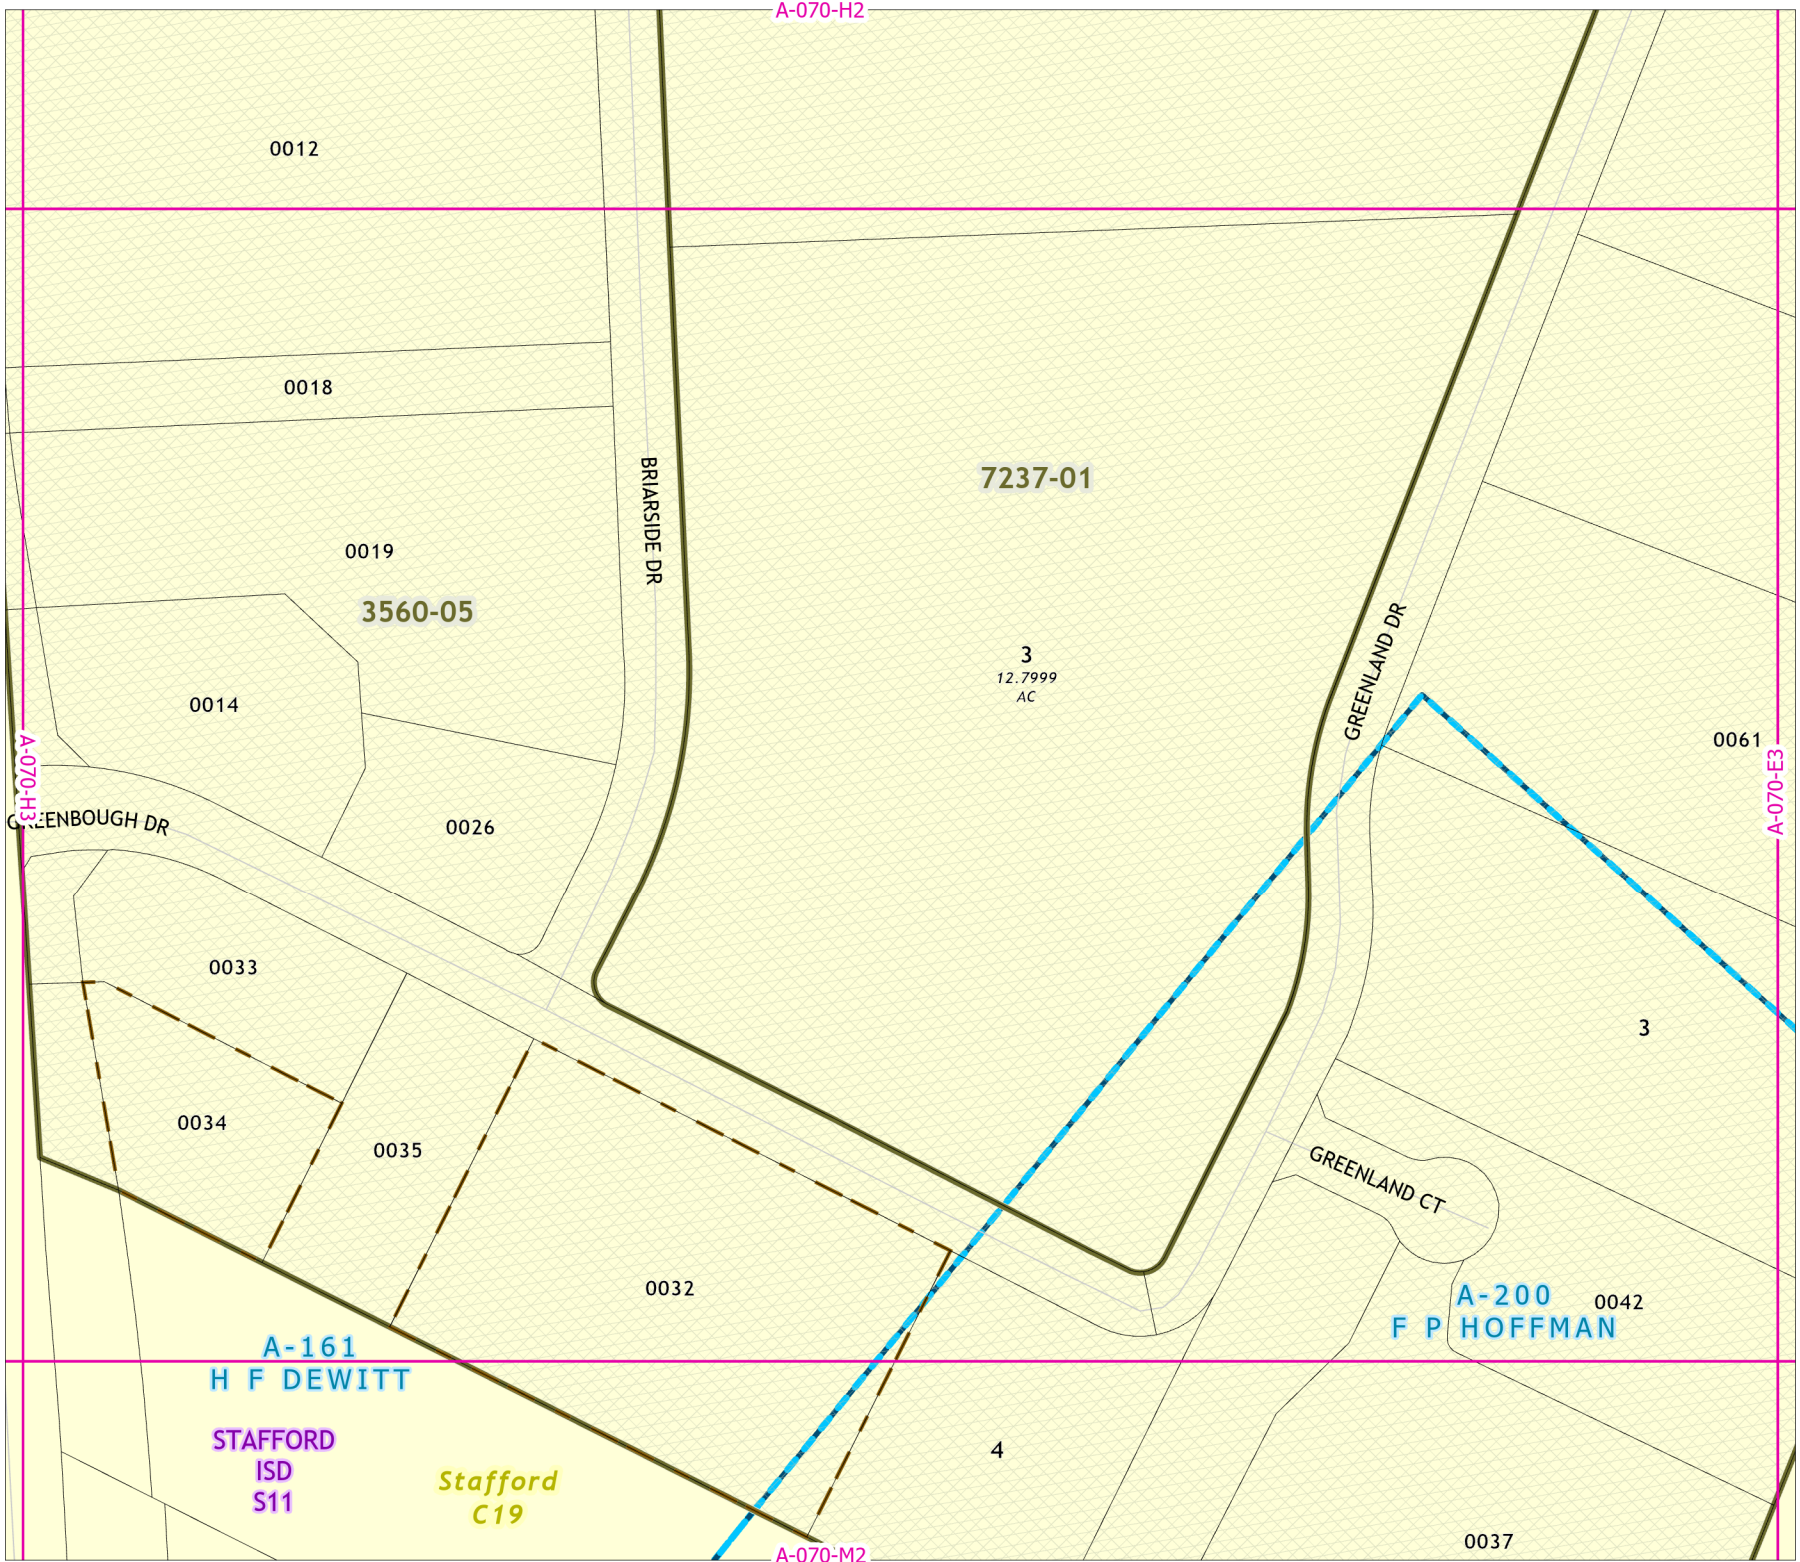 A-070-H2
0012
0018
BRIARSIDE DR
7237-01
0019
3560-05
3
12.7999
AC
GREENLAND DR
0014
0061
A-070-H3
A-070-E3
GREENBOUGH DR
0026
0033
3
0034
0035
GREENLAND CT
0032
A-200
F P HOFFMAN
0042
A-161
H F DEWITT
STAFFORD
ISD
S11
Stafford
C19
4
0037
A-070-M2